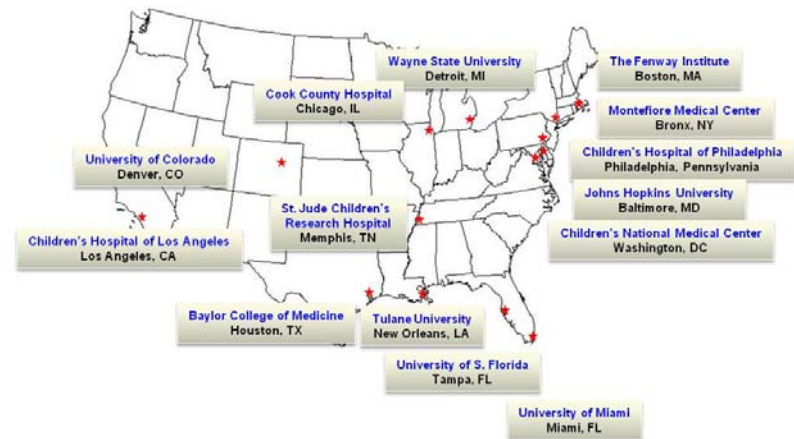 Wayne State University
Detroit, MI
The Fenway Institute
Boston, MA
Cook County Hospital
Chicago, IL
Montefiore Medical Center
Bronx, NY
University of Colorado
Denver, CO
Children's Hospital of Philadelphia
Philadelphia, Pennsylvania
St. Jude Children's
Research Hospital
Memphis, TN
Johns Hopkins University
Baltimore, MD
Children's Hospital of Los Angeles
Los Angeles, CA
Children's National Medical Center
Washington, DC
Baylor College of Medicine
Houston, TX
Tulane University
New Orleans, LA
University of S. Florida
Tampa, FL
University of Miami
Miami, FL